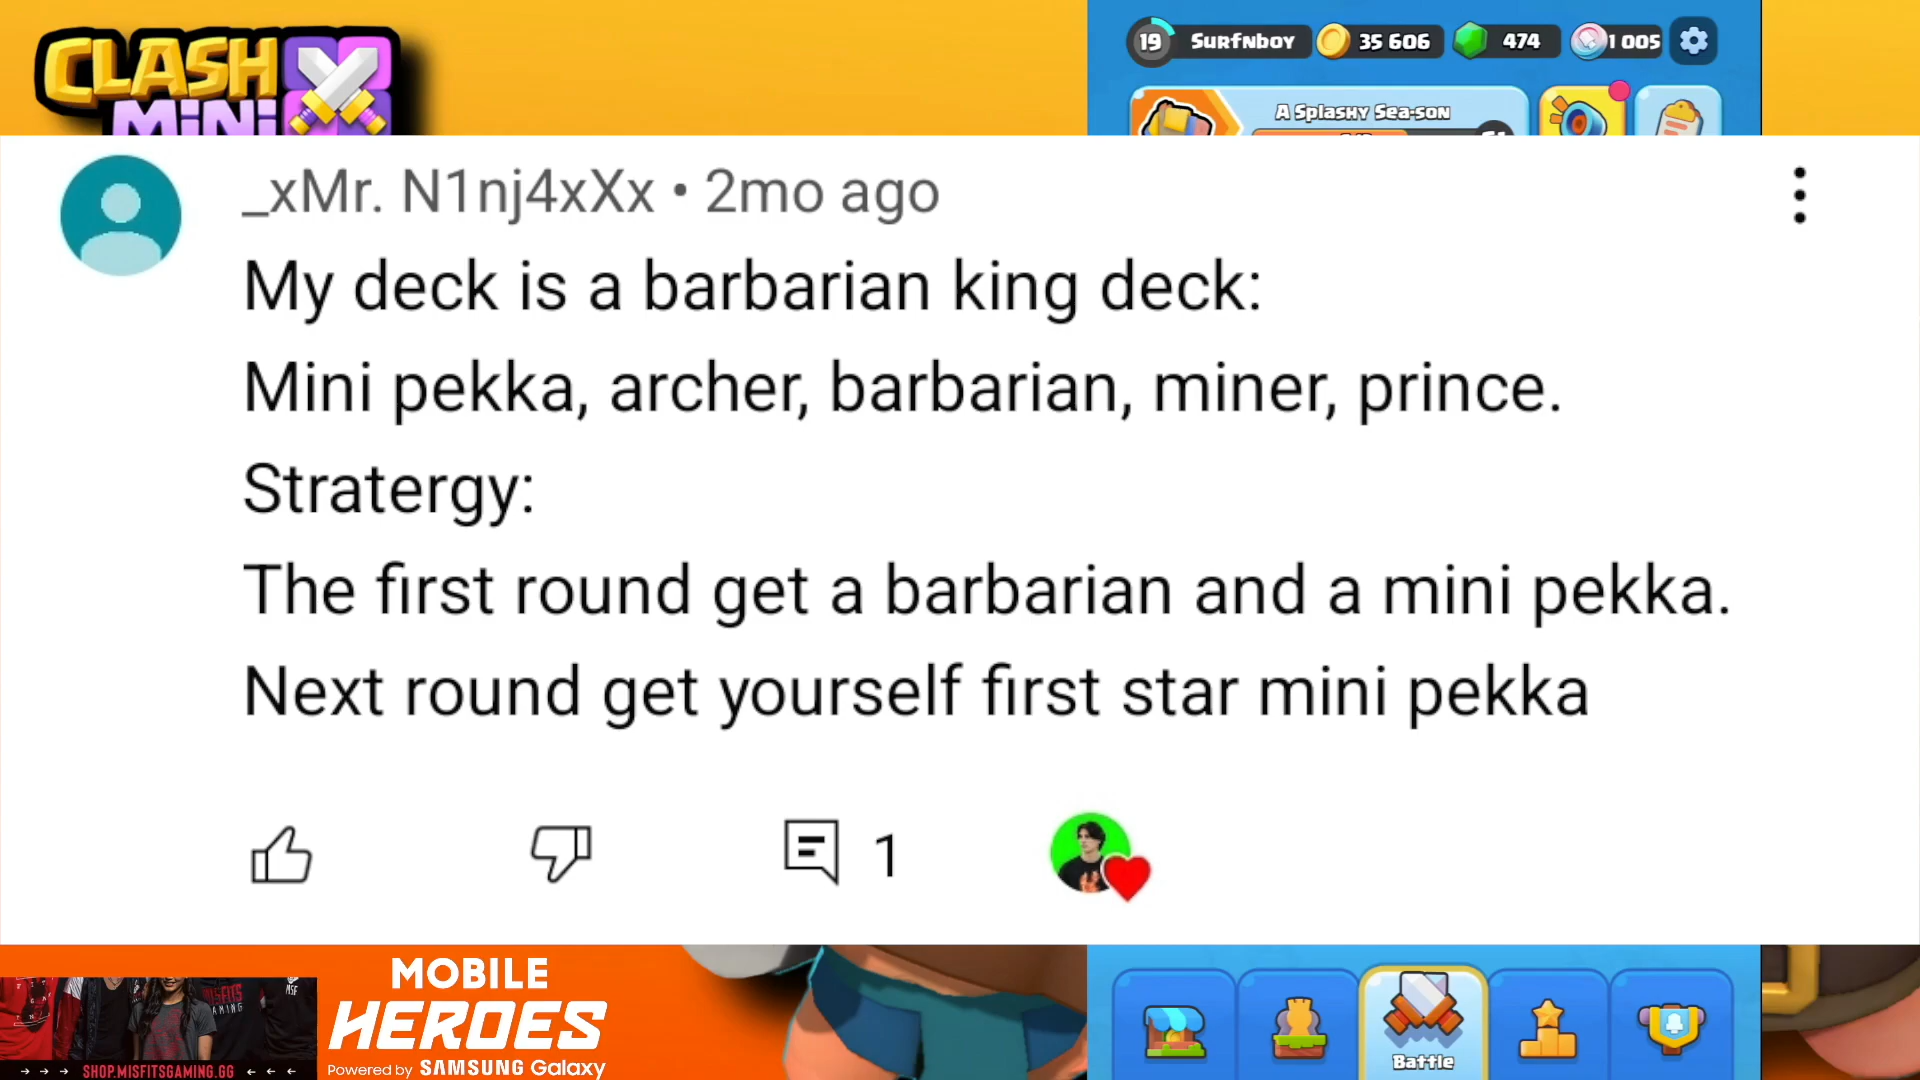 CLASH
MiNi
19 SurfNboy 35 606 474 1 005
A Splashy Sea-son
_xMr. N1nj4xXx • 2mo ago
My deck is a barbarian king deck:
Mini pekka, archer, barbarian, miner, prince.
Stratergy:
The first round get a barbarian and a mini pekka.
Next round get yourself first star mini pekka
1
MOBILE
HEROES
Powered by SAMSUNG Galaxy
SHOP.MISFITSGAMING.GG
Battle